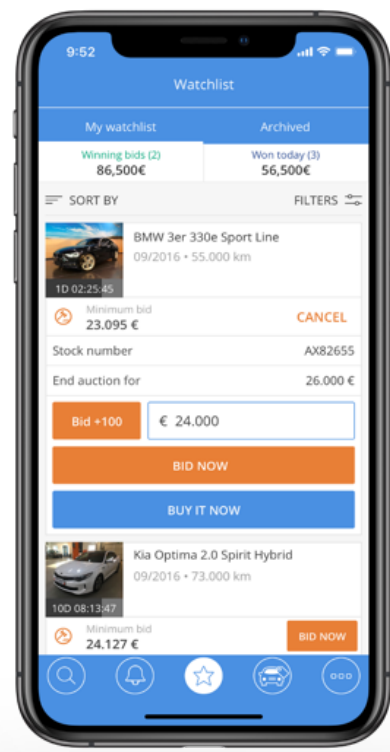 9:52
Watchlist
My watchlist Archived
Winning bids (2) Won today (3)
86,500€ 56,500€
SORT BY FILTERS
BMW 3er 330e Sport Line
09/2016 • 55.000 km
1D 02:25:45
Minimum bid
23.095 € CANCEL
Stock number AX82655
End auction for 26.000 €
Bid +100 € 24.000
BID NOW
BUY IT NOW
Kia Optima 2.0 Spirit Hybrid
09/2016 • 73.000 km
10D 08:13:47
Minimum bid
24.127 € BID NOW